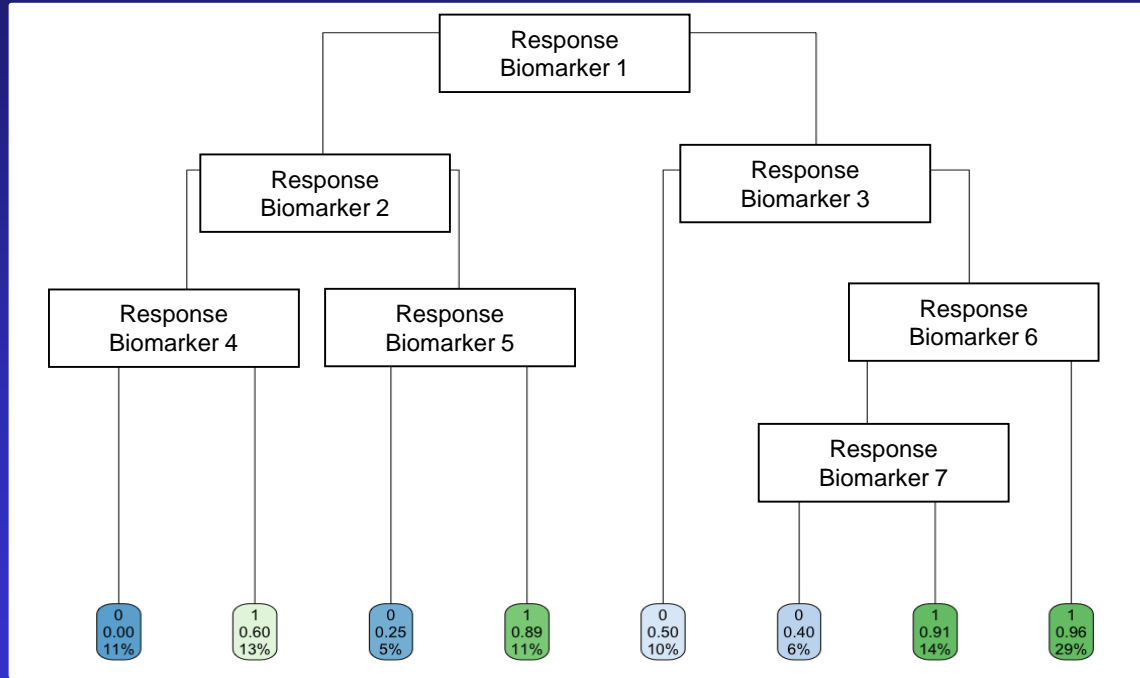 Response
Biomarker 1
Response
Biomarker 2
Response
Biomarker 3
Response
Biomarker 4
Response
Biomarker 5
Response
Biomarker 6
Response
Biomarker 7
0
0.00
11%
1
0.60
13%
0
0.25
5%
1
0.89
11%
0
0.50
10%
0
0.40
6%
1
0.91
14%
1
0.96
29%